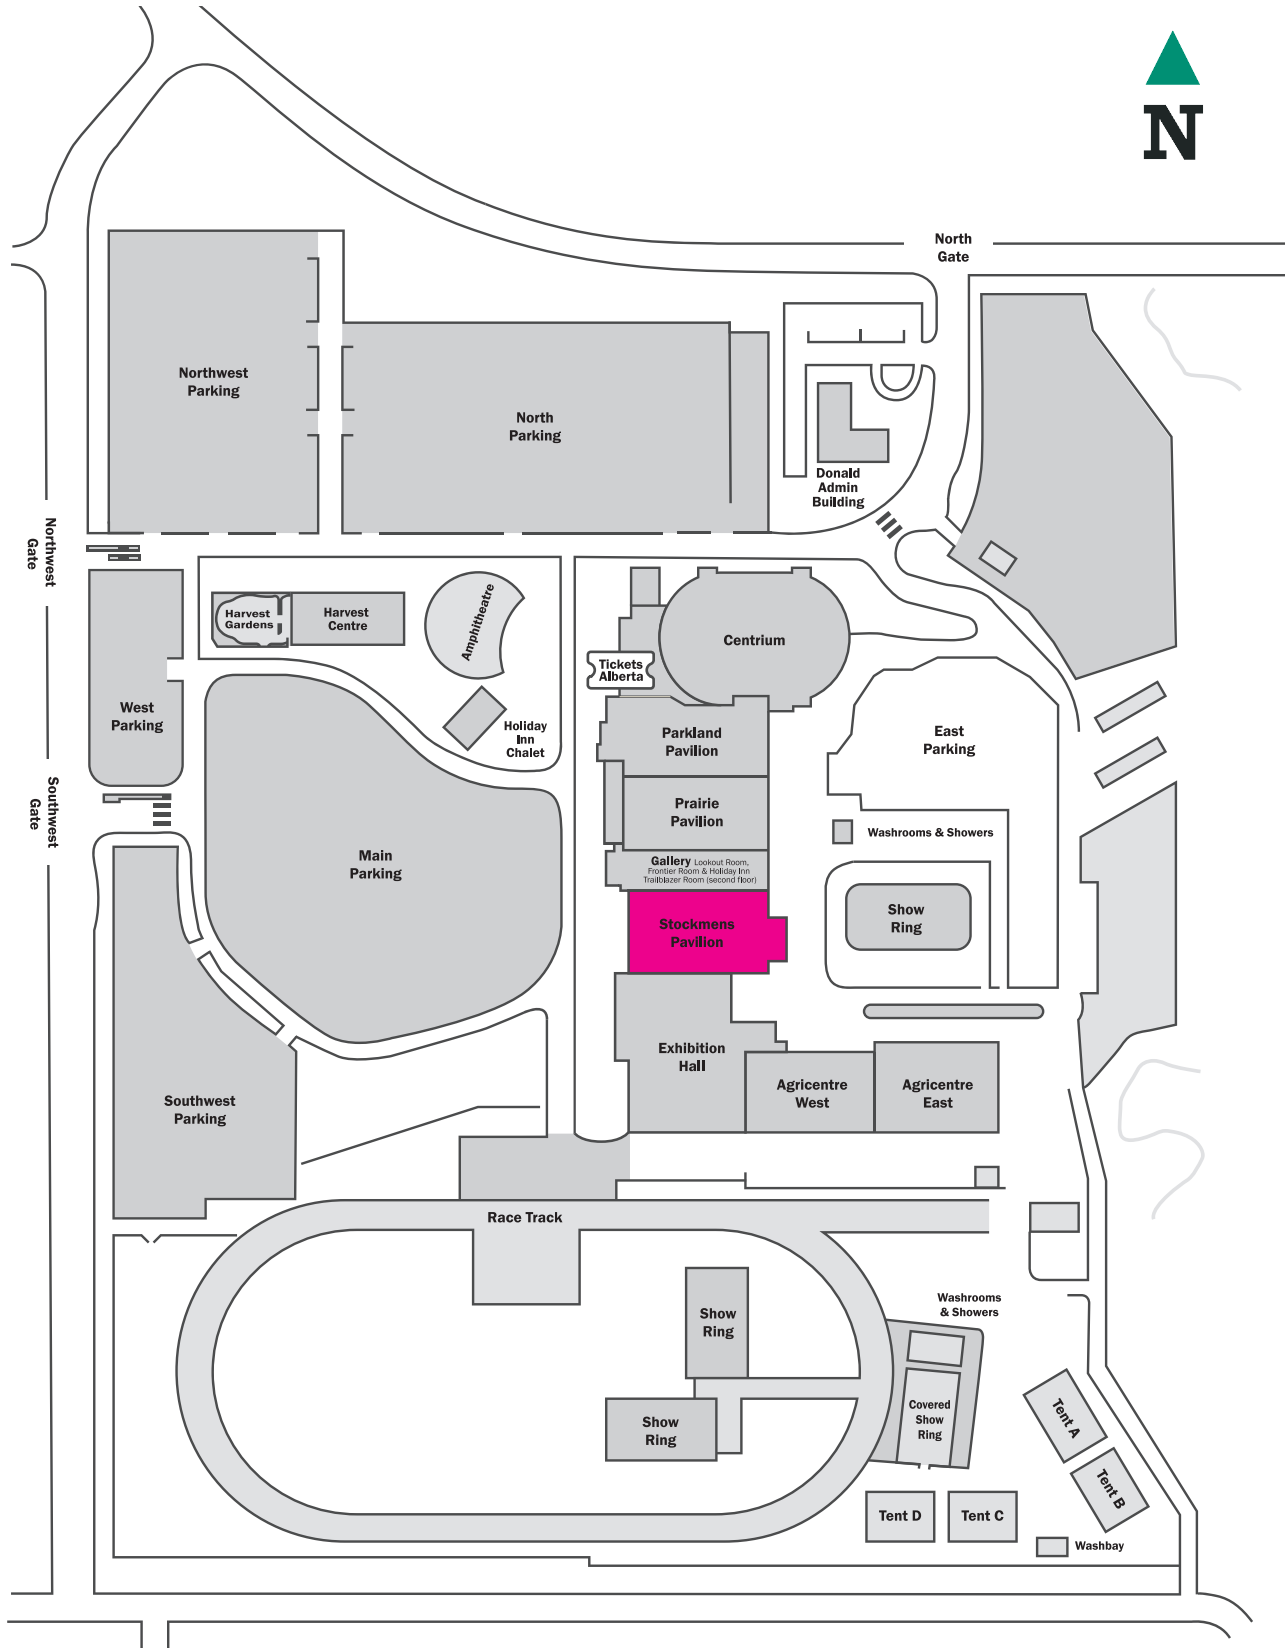 N
North
Gate
Northwest
Parking
North
Parking
Donald
Admin
Building
Northwest
Gate
Harvest
Gardens
Harvest
Centre
Amphitheatre
Centrium
Tickets
Alberta
West
Parking
Holiday
Inn
Chalet
Parkland
Pavilion
East
Parking
Southwest
Gate
Prairie
Pavilion
Washrooms & Showers
Main
Parking
Gallery Lookout Room,
Frontier Room & Holiday Inn
Trailblazer Room (second floor)
Stockmens
Pavilion
Show
Ring
Exhibition
Hall
Agricentre
West
Agricentre
East
Southwest
Parking
Race Track
Washrooms
& Showers
Show
Ring
Covered
Show
Ring
Show
Ring
Tent A
Tent B
Tent D
Tent C
Washbay